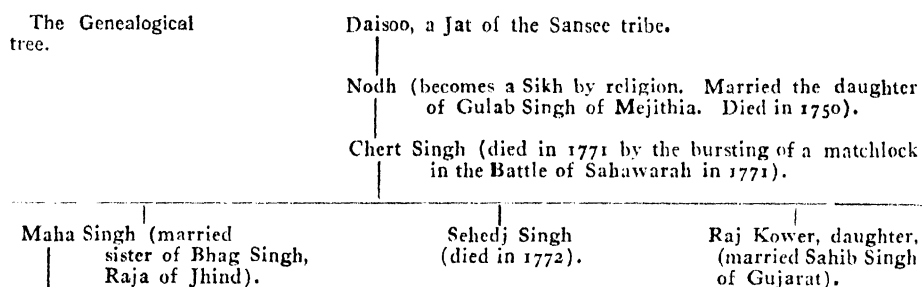 The Genealogical
tree.
Daisoo, a Jat of the Sansee tribe.
Nodh (becomes a Sikh by religion. Married the daughter
of Gulab Singh of Mejithia. Died in 1750).
Chert Singh (died in 1771 by the bursting of a matchlock
in the Battle of Sahawarah in 1771).
Maha Singh (married
sister of Bhag Singh,
Raja of Jhind).
Sehedj Singh
(died in 1772).
Raj Kower, daughter,
(married Sahib Singh
of Gujarat).